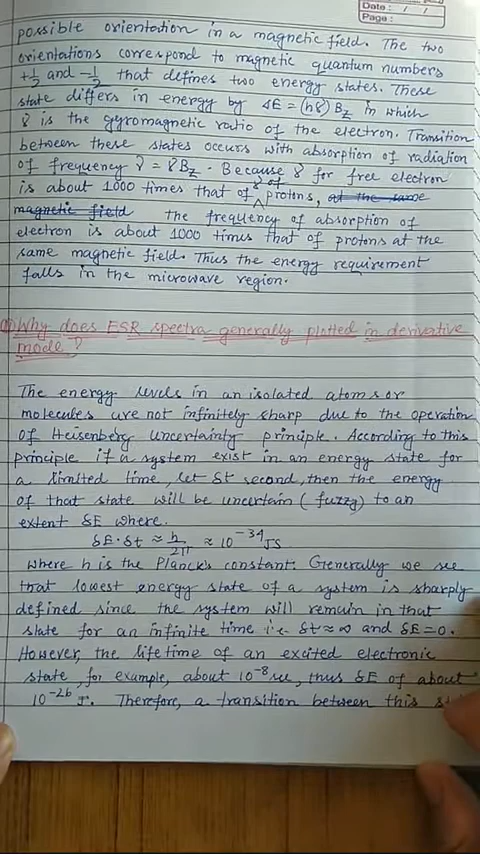 Date : / /
Page :
possible orientation in a magnetic field. The two
orientations correspond to magnetic quantum numbers
+1/2 and -1/2 that defines two energy states. These
state differs in energy by ΔE = (hγ) Bz in which
γ is the gyromagnetic ratio of the electron. Transition
between these states occurs with absorption of radiation
of frequency ν = γBz. Because γ for free electron
is about 1000 times that of protons, at the same
magnetic field the frequency of absorption of
electron is about 1000 times that of protons at the
same magnetic field. Thus the energy requirement
falls in the microwave region.
Why does ESR spectra generally plotted in derivative
mode?
The energy levels in an isolated atoms or
molecules are not infinitely sharp due to the operation
of Heisenberg uncertainty principle. According to this
principle if a system exist in an energy state for
a limited time, let δt second, then the energy
of that state will be uncertain (fuzzy) to an
extent δE where.
δE·δt ≈ h/2π ≈ 10⁻³⁴ Js
where h is the Planck's constant. Generally we see
that lowest energy state of a system is sharply
defined since the system will remain in that
state for an infinite time i.e. δt ≈ ∞ and δE = 0.
However, the lifetime of an excited electronic
state, for example, about 10⁻⁸ sec, thus δE of about
10⁻²⁶ J. Therefore, a transition between this